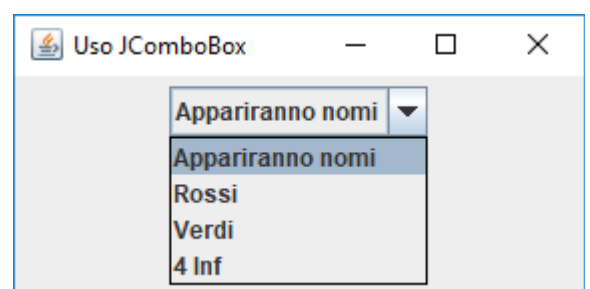 Uso JComboBox
Appariranno nomi
Appariranno nomi
Rossi
Verdi
4 Inf